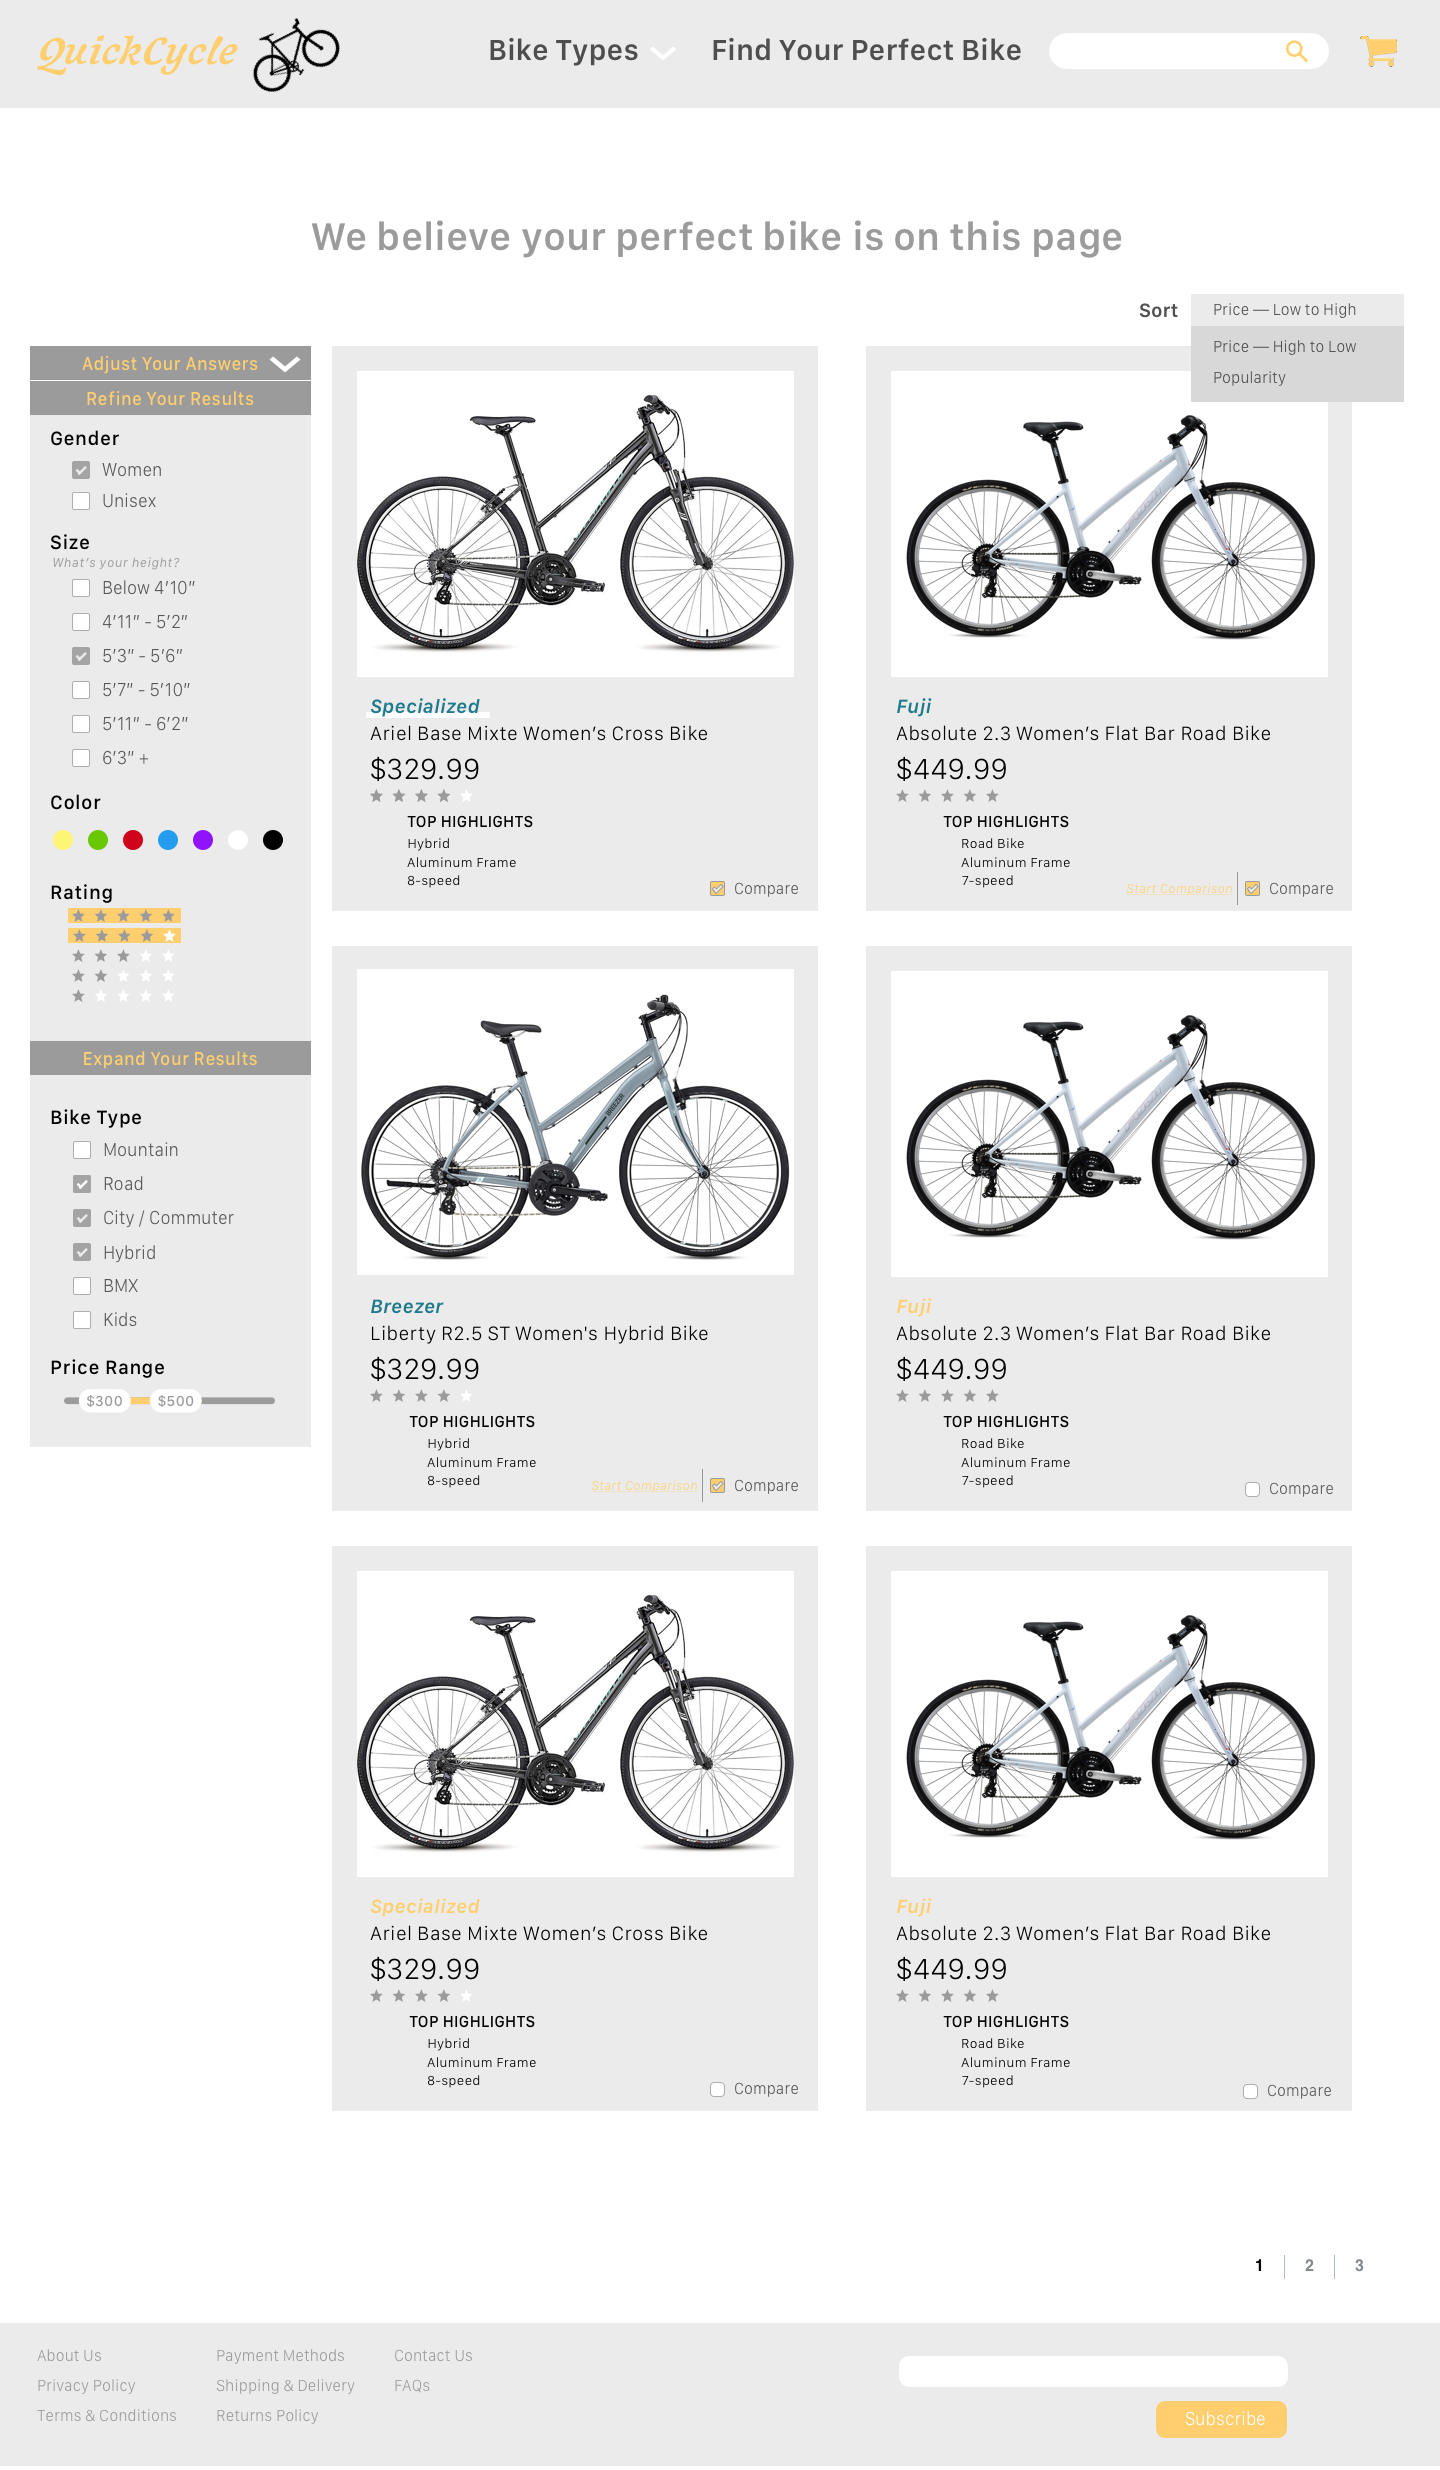 QuickCycle
Bike Types
Find Your Perfect Bike
We believe your perfect bike is on this page
Sort
Price — Low to High
Price — High to Low
Popularity
Adjust Your Answers
Refine Your Results
Gender
Women
Unisex
Size
What's your height?
Below 4’10”
4’11” - 5’2”
5’3” - 5’6”
5’7” - 5’10”
5’11” - 6’2”
6’3” +
Color
Rating
Expand Your Results
Bike Type
Mountain
Road
City / Commuter
Hybrid
BMX
Kids
Price Range
$300
$500
Specialized
Ariel Base Mixte Women’s Cross Bike
$329.99
TOP HIGHLIGHTS
Hybrid
Aluminum Frame
8-speed
Compare
Fuji
Absolute 2.3 Women’s Flat Bar Road Bike
$449.99
TOP HIGHLIGHTS
Road Bike
Aluminum Frame
7-speed
Start Comparison
Compare
BREEZER
Breezer
Liberty R2.5 ST Women's Hybrid Bike
$329.99
TOP HIGHLIGHTS
Hybrid
Aluminum Frame
8-speed
Start Comparison
Compare
Fuji
Absolute 2.3 Women’s Flat Bar Road Bike
$449.99
TOP HIGHLIGHTS
Road Bike
Aluminum Frame
7-speed
Compare
Specialized
Ariel Base Mixte Women’s Cross Bike
$329.99
TOP HIGHLIGHTS
Hybrid
Aluminum Frame
8-speed
Compare
Fuji
Absolute 2.3 Women’s Flat Bar Road Bike
$449.99
TOP HIGHLIGHTS
Road Bike
Aluminum Frame
7-speed
Compare
1
2
3
About Us
Privacy Policy
Terms & Conditions
Payment Methods
Shipping & Delivery
Returns Policy
Contact Us
FAQs
Subscribe